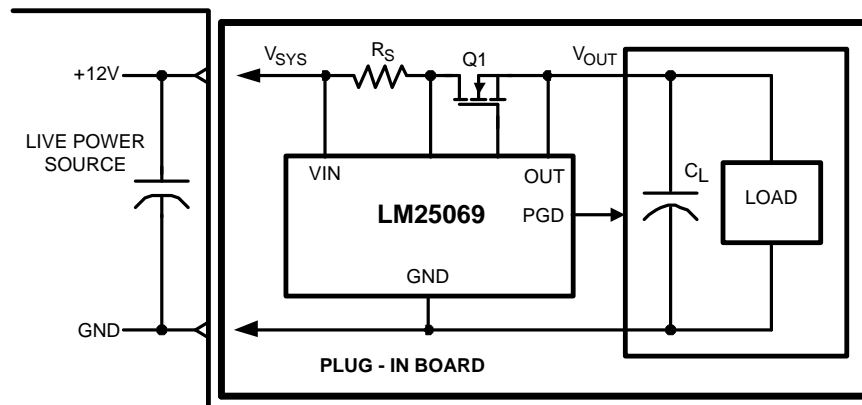 V_SYS
R_S
Q1
V_OUT
+12V
LIVE POWER
SOURCE
VIN
OUT
C_L
LM25069
PGD
LOAD
GND
GND
PLUG - IN BOARD